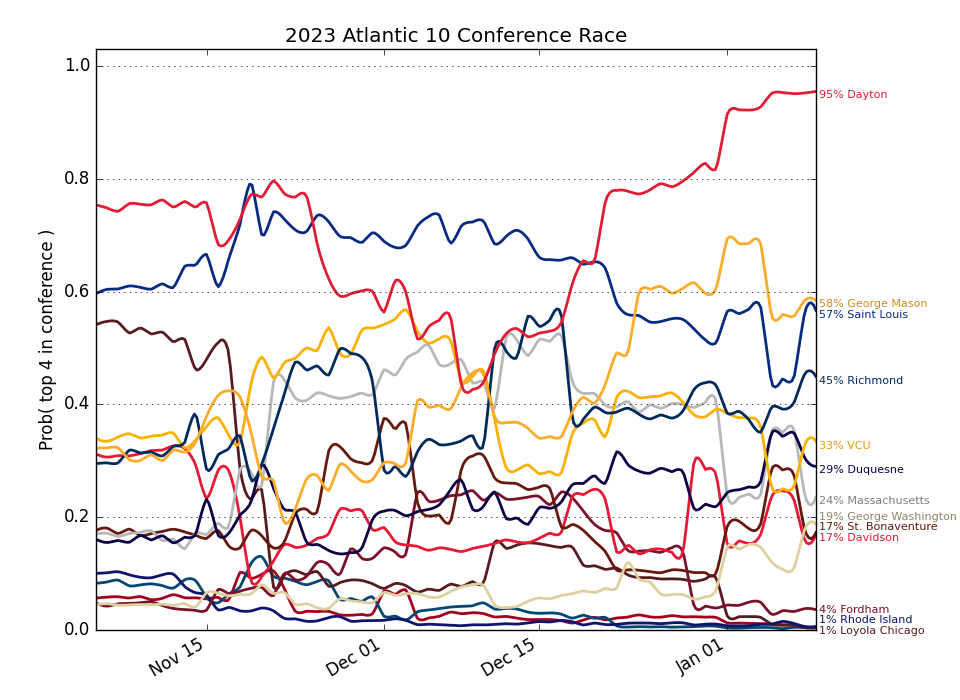 2023 Atlantic 10 Conference Race
Prob( top 4 in conference )
1.0
0.8
0.6
0.4
0.2
0.0
Nov 15
Dec 01
Dec 15
Jan 01
95% Dayton
58% George Mason
57% Saint Louis
45% Richmond
33% VCU
29% Duquesne
24% Massachusetts
19% George Washington
17% St. Bonaventure
17% Davidson
4% Fordham
1% Rhode Island
1% Loyola Chicago